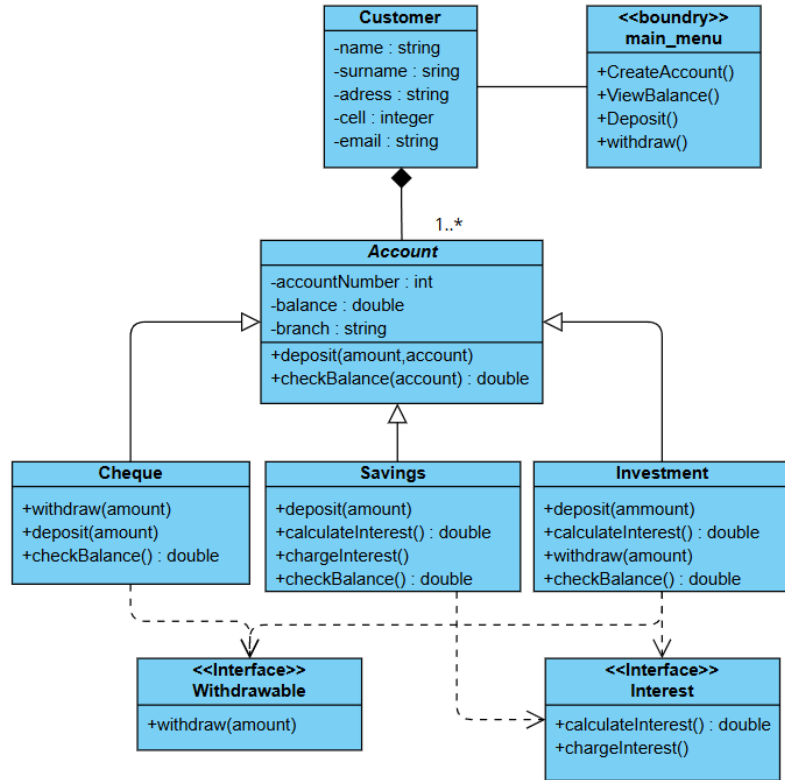 Customer
-name : string
-surname : sring
-adress : string
-cell : integer
-email : string
<<boundry>>
main_menu
+CreateAccount()
+ViewBalance()
+Deposit()
+withdraw()
1..*
Account
-accountNumber : int
-balance : double
-branch : string
+deposit(amount,account)
+checkBalance(account) : double
Cheque
+withdraw(amount)
+deposit(amount)
+checkBalance() : double
Savings
+deposit(amount)
+calculateInterest() : double
+chargeInterest()
+checkBalance() : double
Investment
+deposit(ammount)
+calculateInterest() : double
+withdraw(amount)
+checkBalance() : double
<<Interface>>
Withdrawable
+withdraw(amount)
<<Interface>>
Interest
+calculateInterest() : double
+chargeInterest()